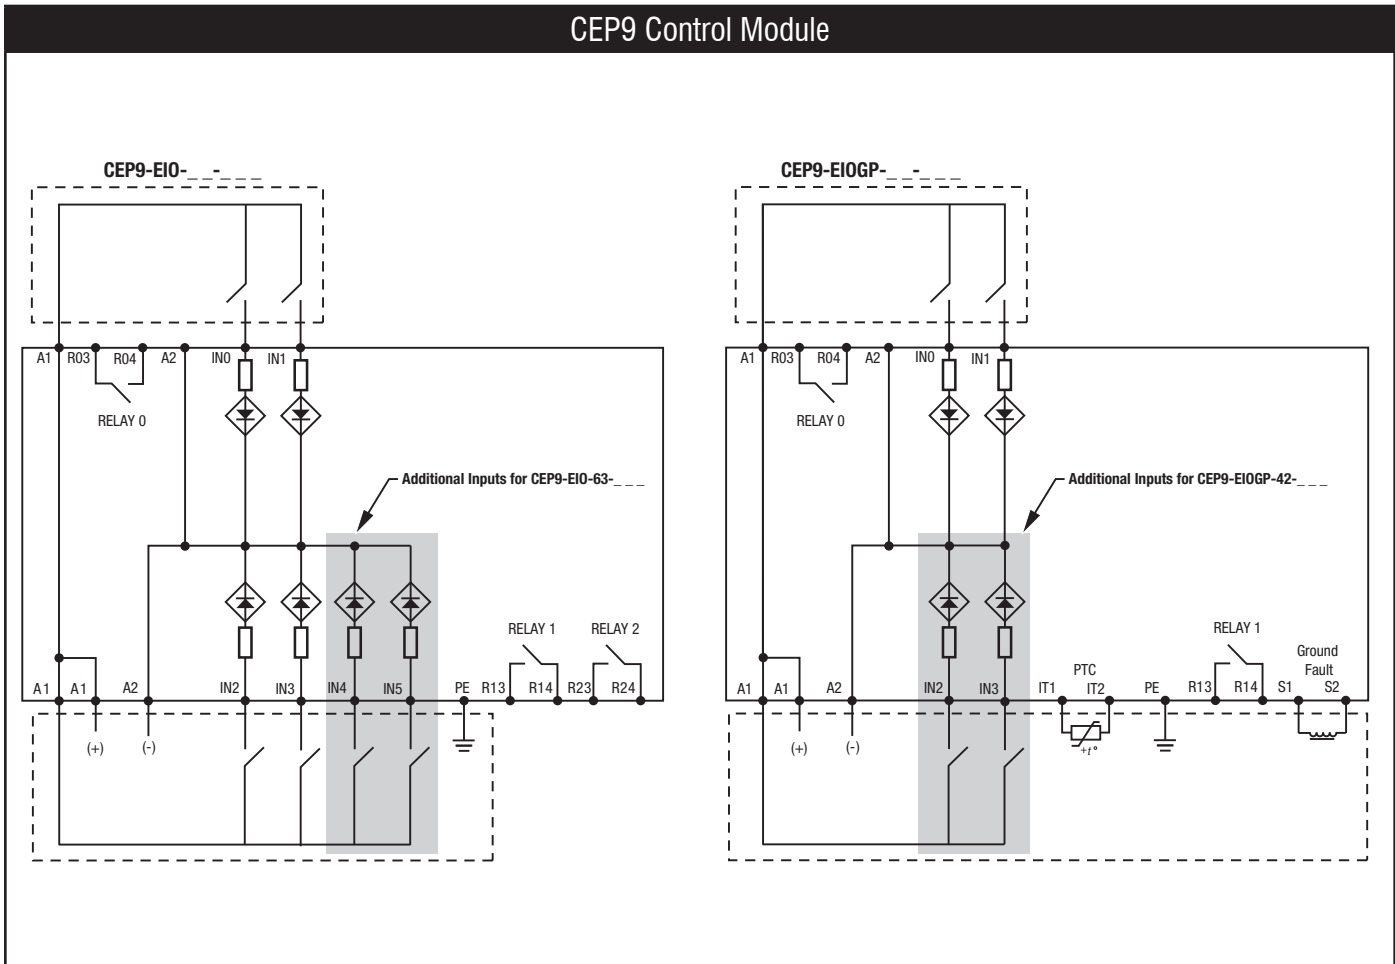 CEP9 Control Module
CEP9-EIO-_ _-_ _ _
CEP9-EIOGP-_ _-_ _ _
A1 R03 R04 A2 IN0 IN1
RELAY 0
Additional Inputs for CEP9-EIO-63-_ _ _
RELAY 1 RELAY 2
A1 A1 A2 IN2 IN3 IN4 IN5 PE R13 R14 R23 R24
(+) (-)
A1 R03 R04 A2 IN0 IN1
RELAY 0
Additional Inputs for CEP9-EIOGP-42-_ _ _
RELAY 1
Ground
Fault
PTC
A1 A1 A2 IN2 IN3 IT1 IT2 PE R13 R14 S1 S2
(+) (-)
+t°